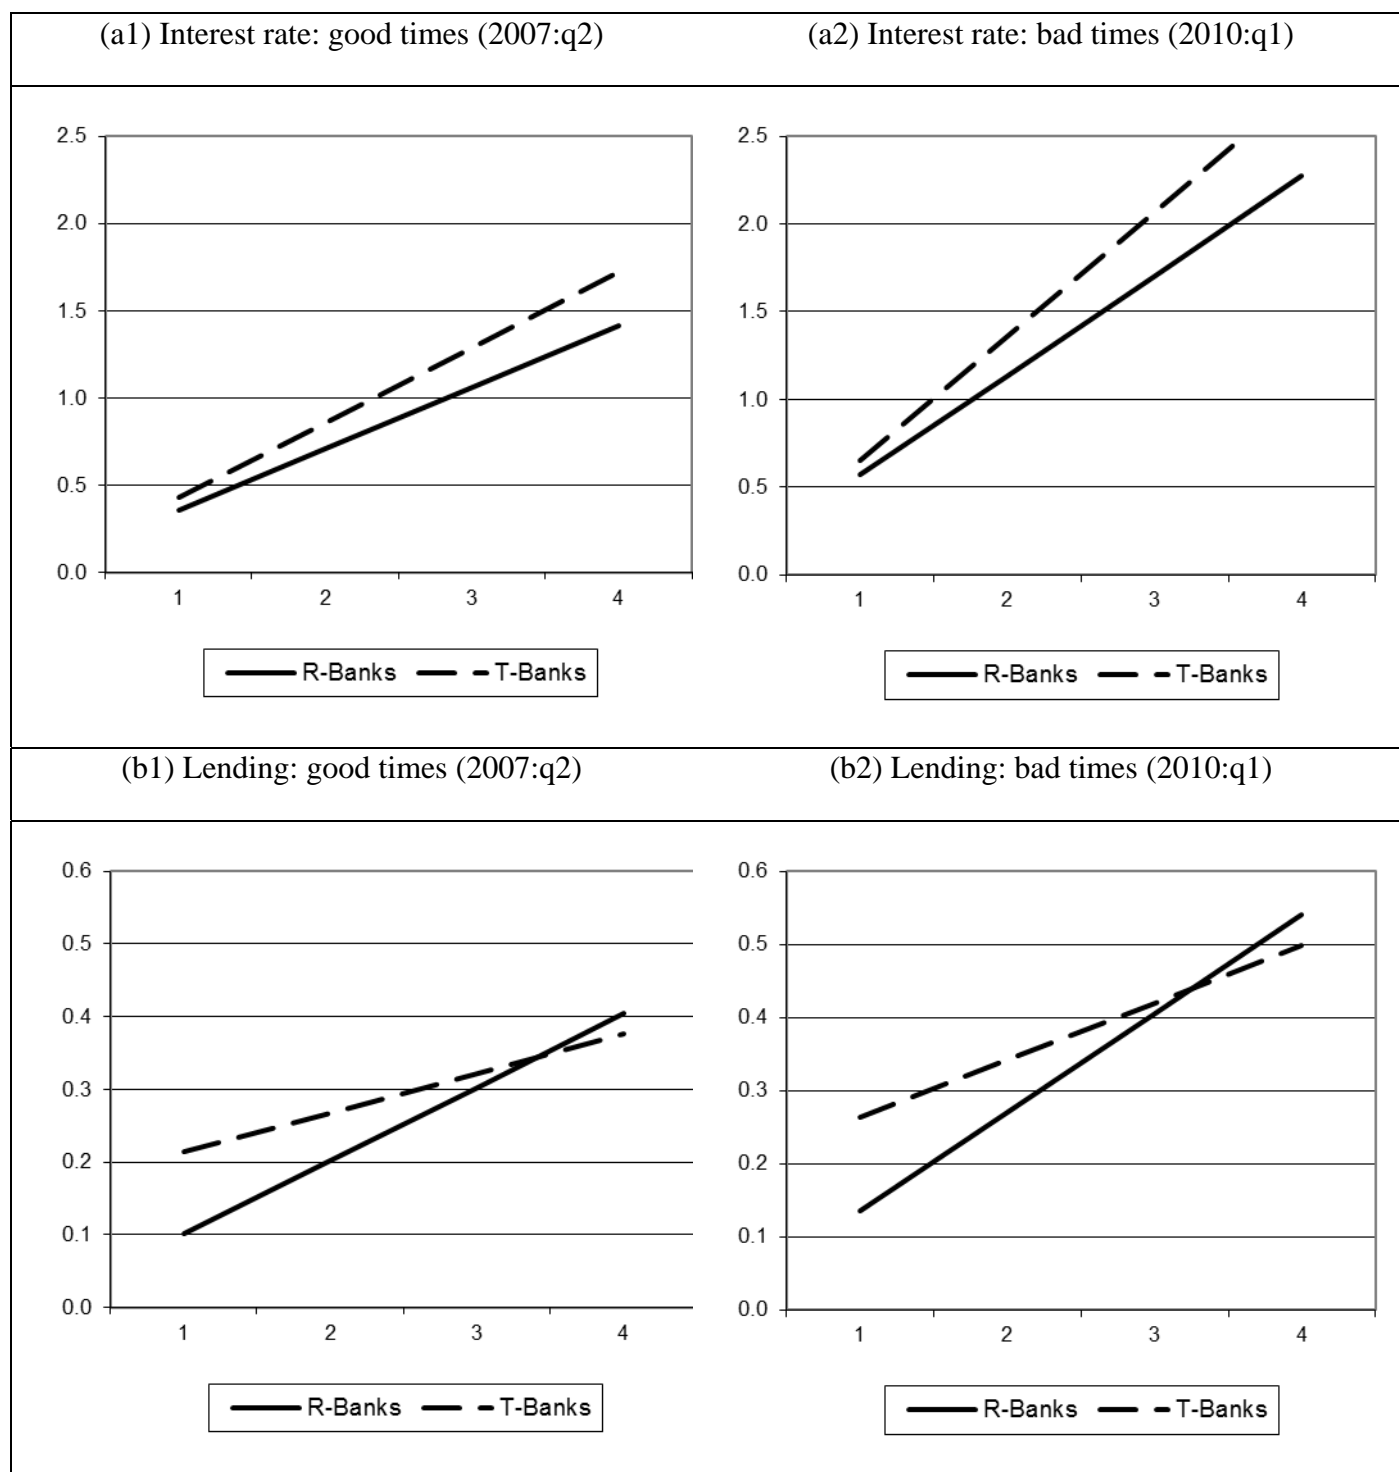 (a1) Interest rate: good times (2007:q2)
(a2) Interest rate: bad times (2010:q1)
2.5
2.0
1.5
1.0
0.5
0.0
1 2 3 4
R-Banks T-Banks
2.5
2.0
1.5
1.0
0.5
0.0
1 2 3 4
R-Banks T-Banks
(b1) Lending: good times (2007:q2)
(b2) Lending: bad times (2010:q1)
0.6
0.5
0.4
0.3
0.2
0.1
0.0
1 2 3 4
R-Banks T-Banks
0.6
0.5
0.4
0.3
0.2
0.1
0.0
1 2 3 4
R-Banks T-Banks